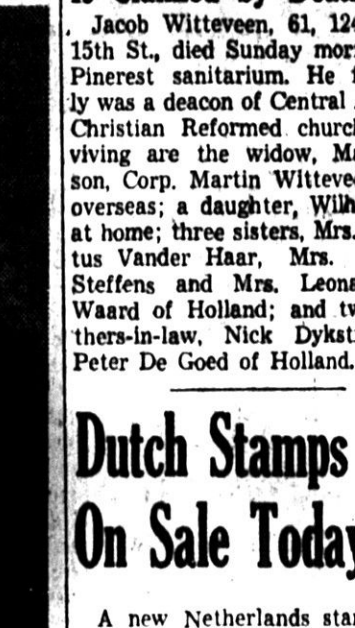 Jacob Witteveen, 61, 124
15th St., died Sunday mor
Pinerest sanitarium. He f
ly was a deacon of Central
Christian Reformed church
viving are the widow, M
son, Corp. Martin Witteve
overseas; a daughter, Wilh
at home; three sisters, Mrs.
tus Vander Haar, Mrs.
Steffens and Mrs. Leona
Waard of Holland; and tw
thers-in-law, Nick Dykst
Peter De Goed of Holland.
Dutch Stamps
On Sale Today
A new Netherlands sta